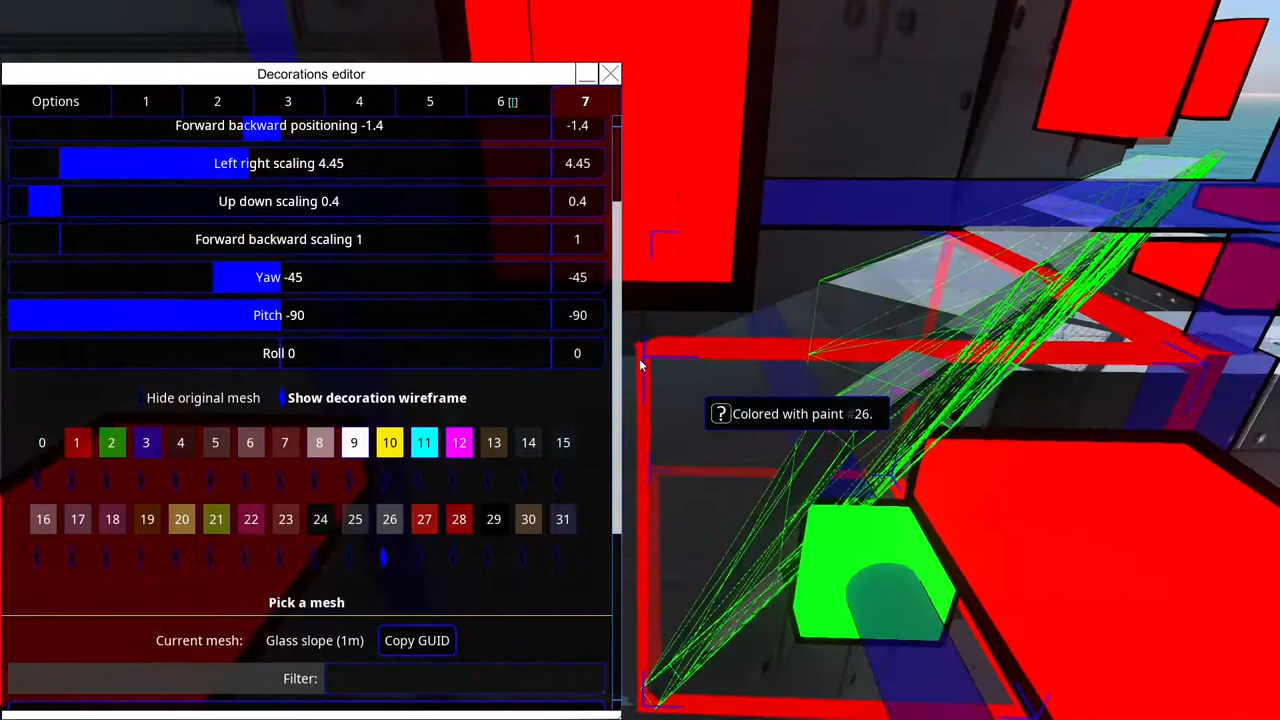 Decorations editor
Options 1 2 3 4 5 6 [[] 7
Forward backward positioning -1.4 -1.4
Left right scaling 4.45 4.45
Up down scaling 0.4 0.4
Forward backward scaling 1 1
Yaw -45 -45
Pitch -90 -90
Roll 0 0
Hide original mesh Show decoration wireframe
0 1 2 3 4 5 6 7 8 9 10 11 12 13 14 15
16 17 18 19 20 21 22 23 24 25 26 27 28 29 30 31
Pick a mesh
Current mesh: Glass slope (1m) Copy GUID
Filter:
? Colored with paint #26.